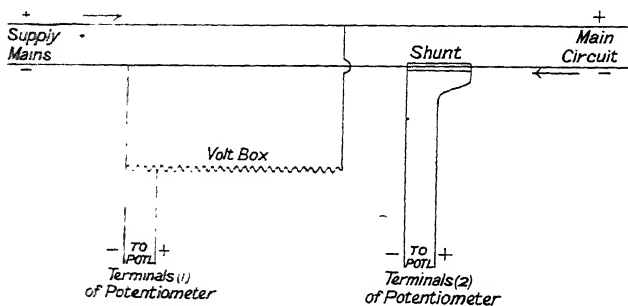 + +
Supply Main
Mains Circuit
- -
Shunt
Volt Box
- TO +
POTL
Terminals (1)
of Potentiometer
- TO +
POTL
Terminals (2)
of Potentiometer